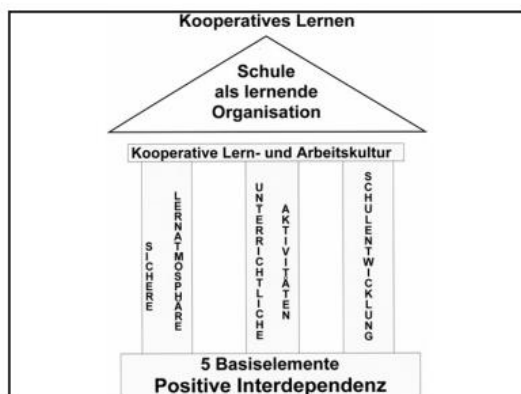 Kooperatives Lernen
Schule
als lernende
Organisation
Kooperative Lern- und Arbeitskultur
SICHERE
LERNATMOSPHÄRE
UNTERRICHTLICHE
AKTIVITÄTEN
SCHULENTWICKLUNG
5 Basiselemente
Positive Interdependenz